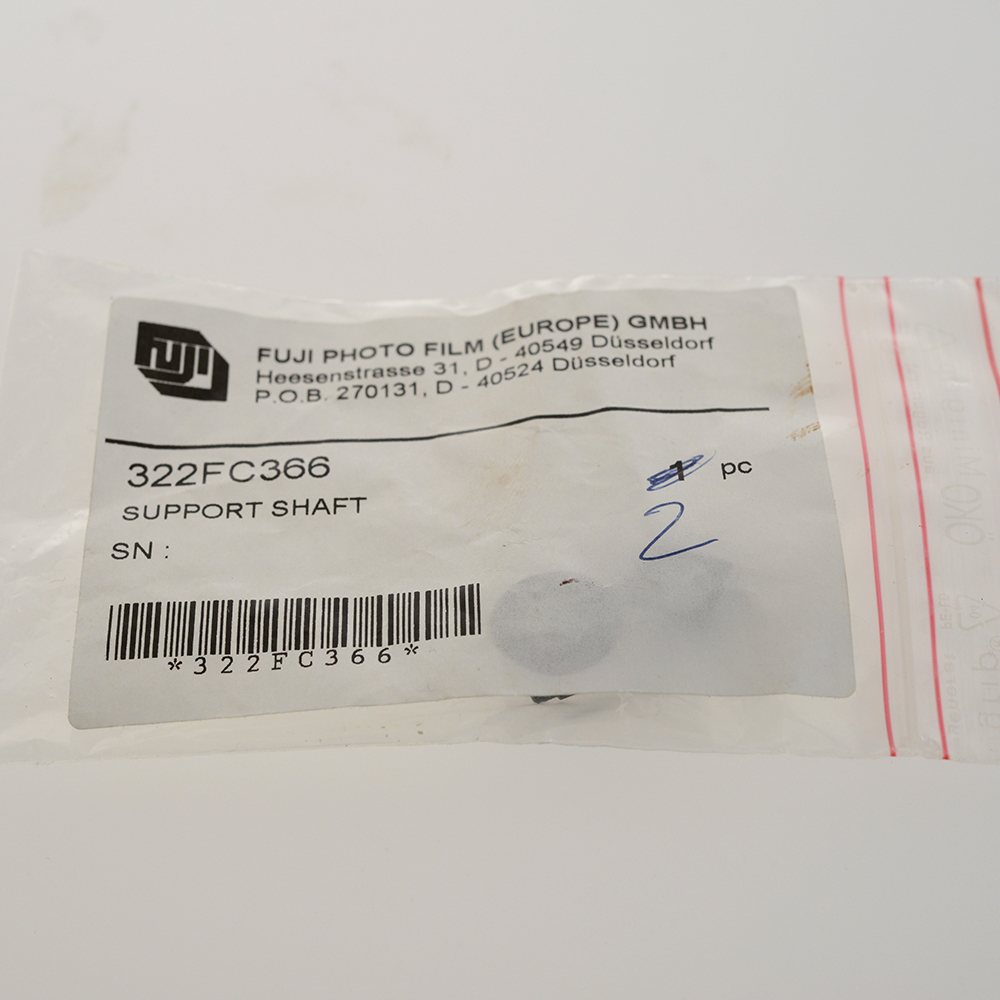 FUJI
FUJI PHOTO FILM (EUROPE) GMBH
Heesenstrasse 31, D - 40549 Düsseldorf
P.O.B. 270131, D - 40524 Düsseldorf
322FC366
1 pc
SUPPORT SHAFT
2
SN :
*322FC366*